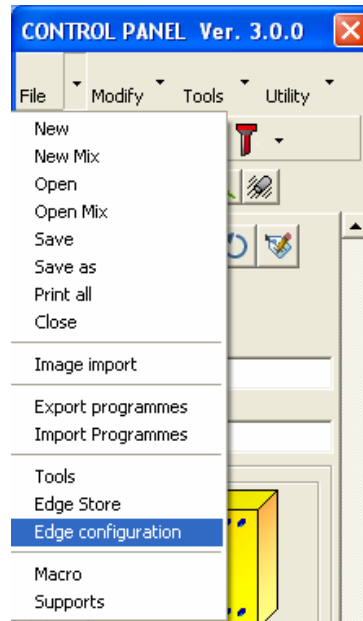 CONTROL PANEL Ver. 3.0.0
File Modify Tools Utility
New
New Mix
Open
Open Mix
Save
Save as
Print all
Close
Image import
Export programmes
Import Programmes
Tools
Edge Store
Edge configuration
Macro
Supports